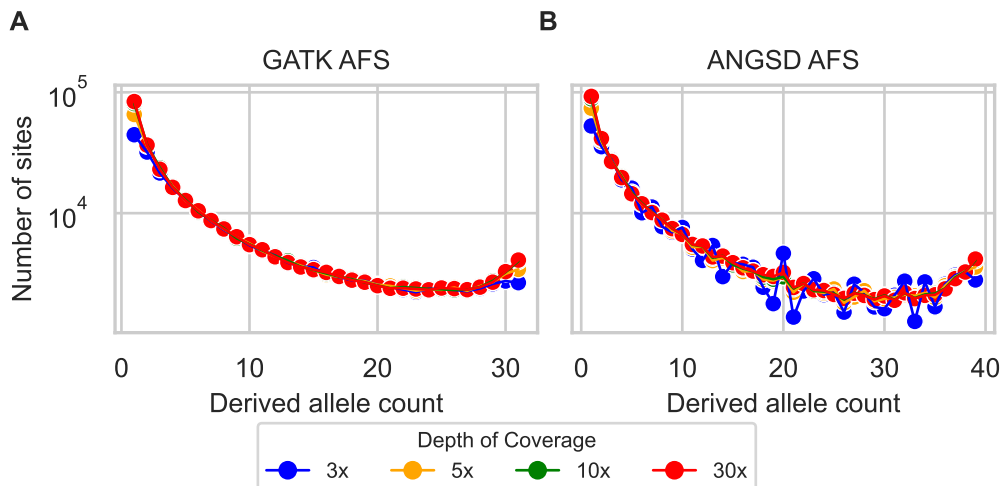 A
B
GATK AFS
ANGSD AFS
Number of sites
10^5
10^4
0
10
20
30
0
10
20
30
40
Derived allele count
Derived allele count
Depth of Coverage
3x
5x
10x
30x